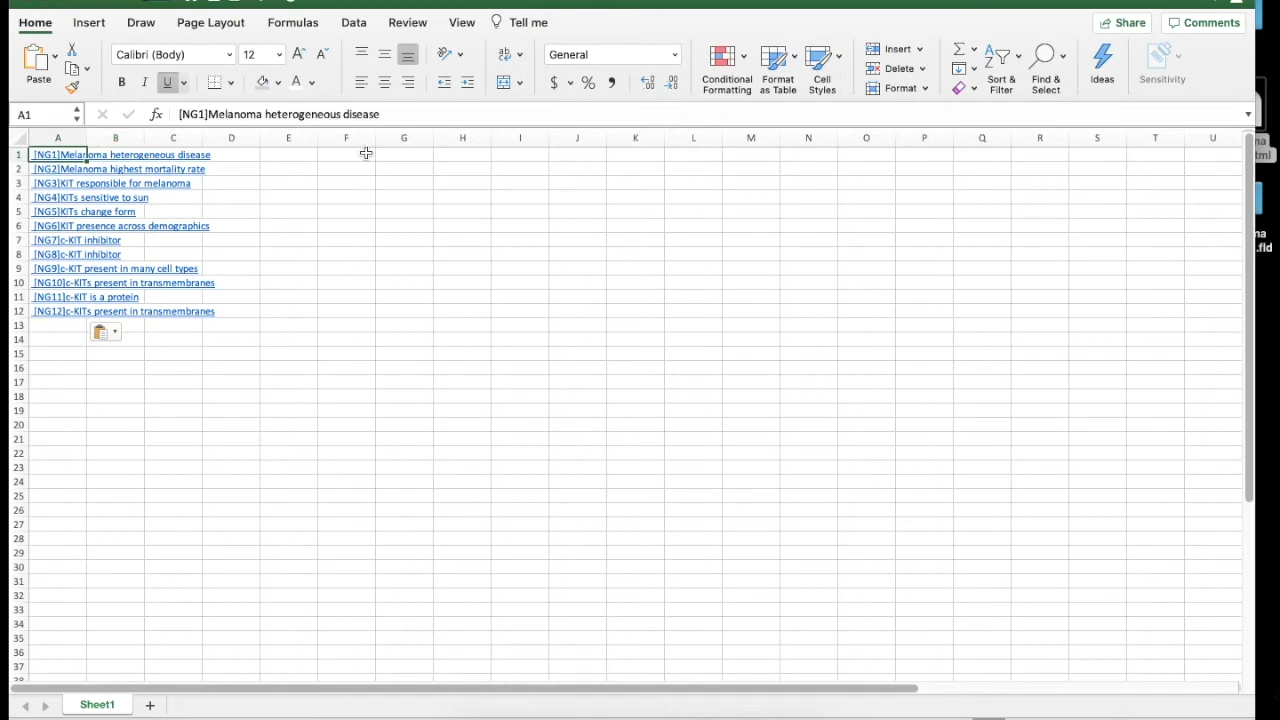 Home Insert Draw Page Layout Formulas Data Review View Tell me Share Comments
Paste Calibri (Body) 12 General Conditional Formatting Format as Table Cell Styles Insert Delete Format Sort & Filter Find & Select Ideas Sensitivity
A1 fx [NG1]Melanoma heterogeneous disease
A B C D E F G H I J K L M N O P Q R S T U
1 [NG1]Melanoma heterogeneous disease
2 [NG2]Melanoma highest mortality rate
3 [NG3]KIT responsible for melanoma
4 [NG4]KITs sensitive to sun
5 [NG5]KITs change form
6 [NG6]KIT presence across demographics
7 [NG7]c-KIT inhibitor
8 [NG8]c-KIT inhibitor
9 [NG9]c-KIT present in many cell types
10 [NG10]c-KITs present in transmembranes
11 [NG11]c-KIT is a protein
12 [NG12]c-KITs present in transmembranes
13
14
15
16
17
18
19
20
21
22
23
24
25
26
27
28
29
30
31
32
33
34
35
36
37
Sheet1
ma
tml
ma
.fld